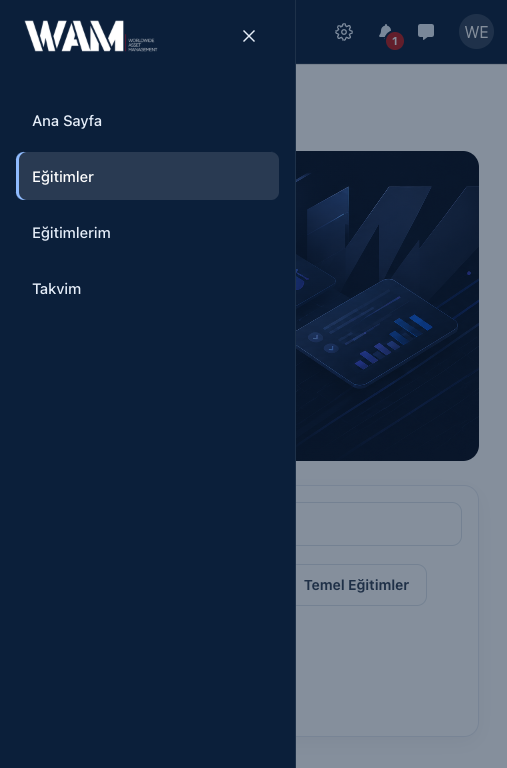 WAM
WORLDWIDE
ASSET
MANAGEMENT
1
WE
Ana Sayfa
Eğitimler
Eğitimlerim
Takvim
Temel Eğitimler